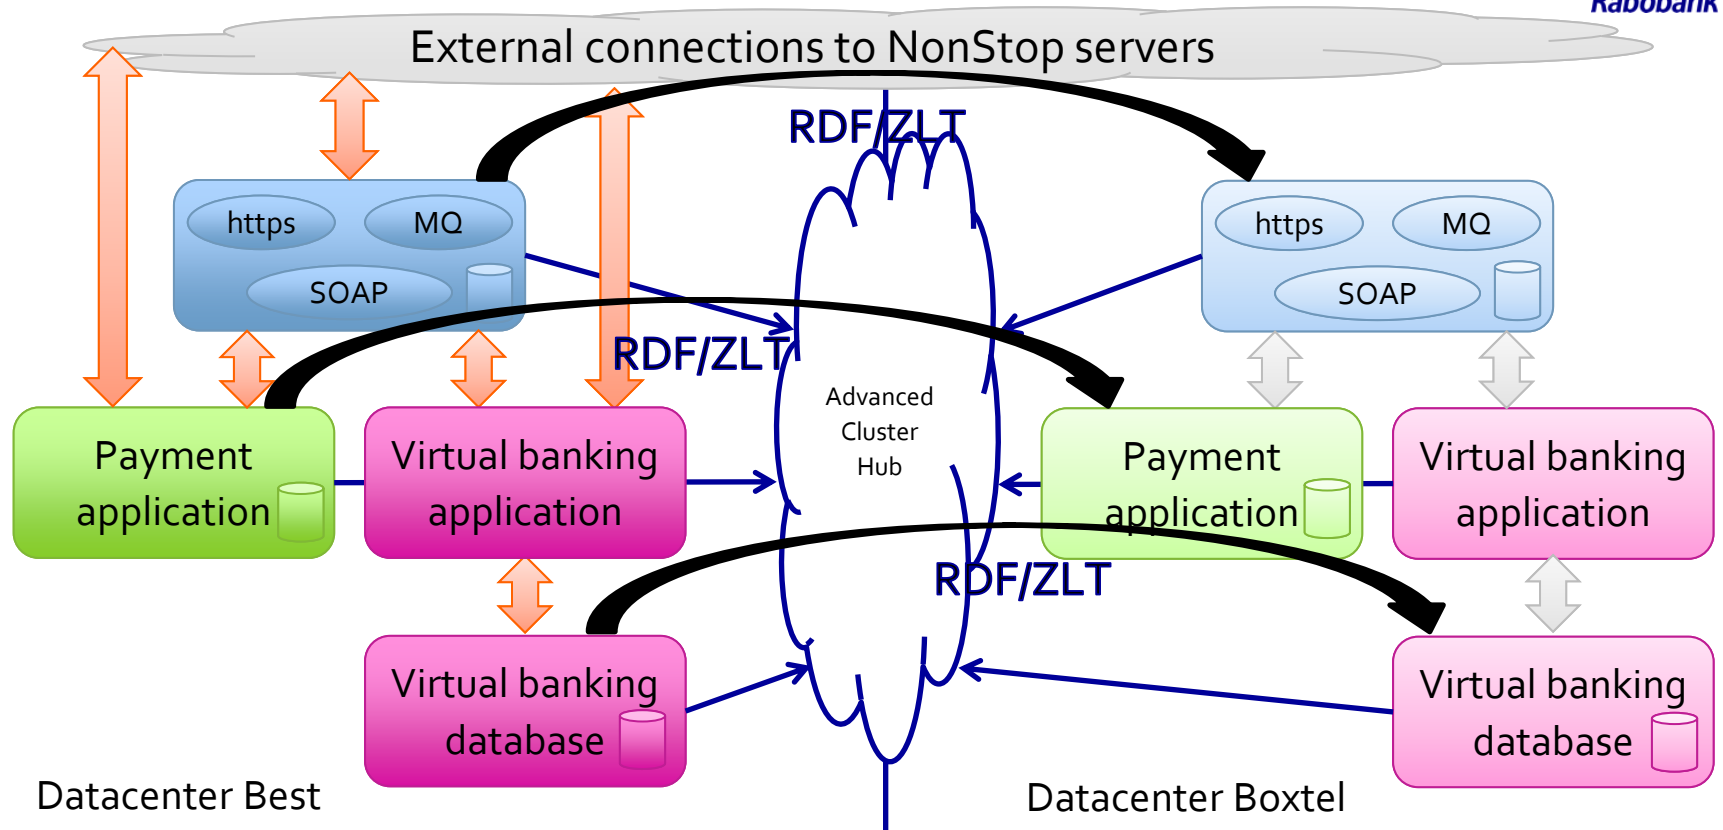 Rabobank
External connections to NonStop servers
RDF/ZLT
https
MQ
SOAP
https
MQ
SOAP
RDF/ZLT
Advanced
Cluster
Hub
Payment
application
Virtual banking
application
Payment
application
Virtual banking
application
RDF/ZLT
Virtual banking
database
Virtual banking
database
Datacenter Best
Datacenter Boxtel